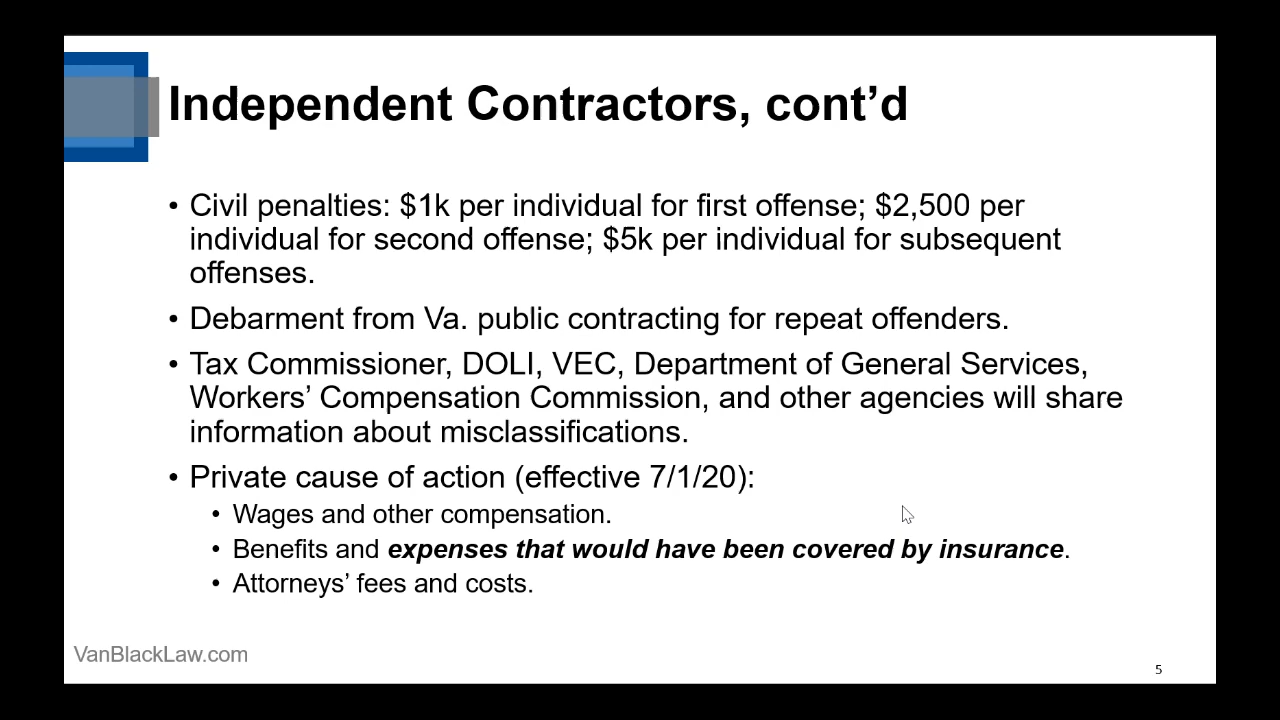 Independent Contractors, cont’d
• Civil penalties: $1k per individual for first offense; $2,500 per
individual for second offense; $5k per individual for subsequent
offenses.
• Debarment from Va. public contracting for repeat offenders.
• Tax Commissioner, DOLI, VEC, Department of General Services,
Workers’ Compensation Commission, and other agencies will share
information about misclassifications.
• Private cause of action (effective 7/1/20):
• Wages and other compensation.
• Benefits and expenses that would have been covered by insurance.
• Attorneys’ fees and costs.
VanBlackLaw.com
5